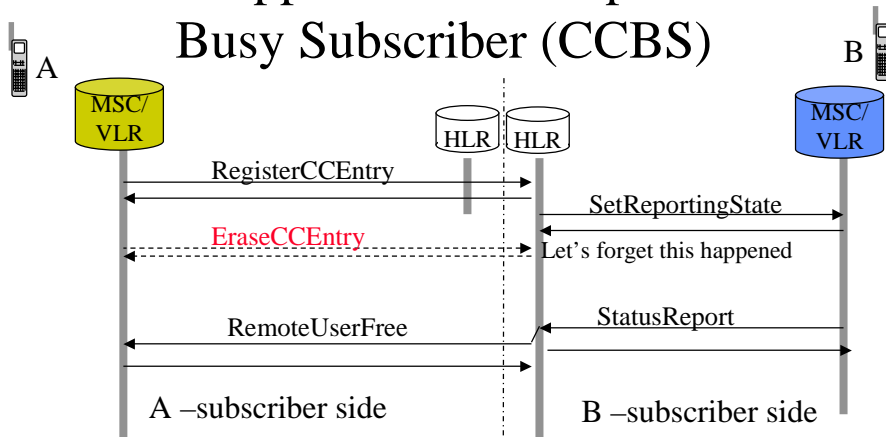 Busy Subscriber (CCBS)
A
B
MSC/
VLR
HLR
HLR
MSC/
VLR
RegisterCCEntry
SetReportingState
EraseCCEntry
Let’s forget this happened
StatusReport
RemoteUserFree
A –subscriber side
B –subscriber side